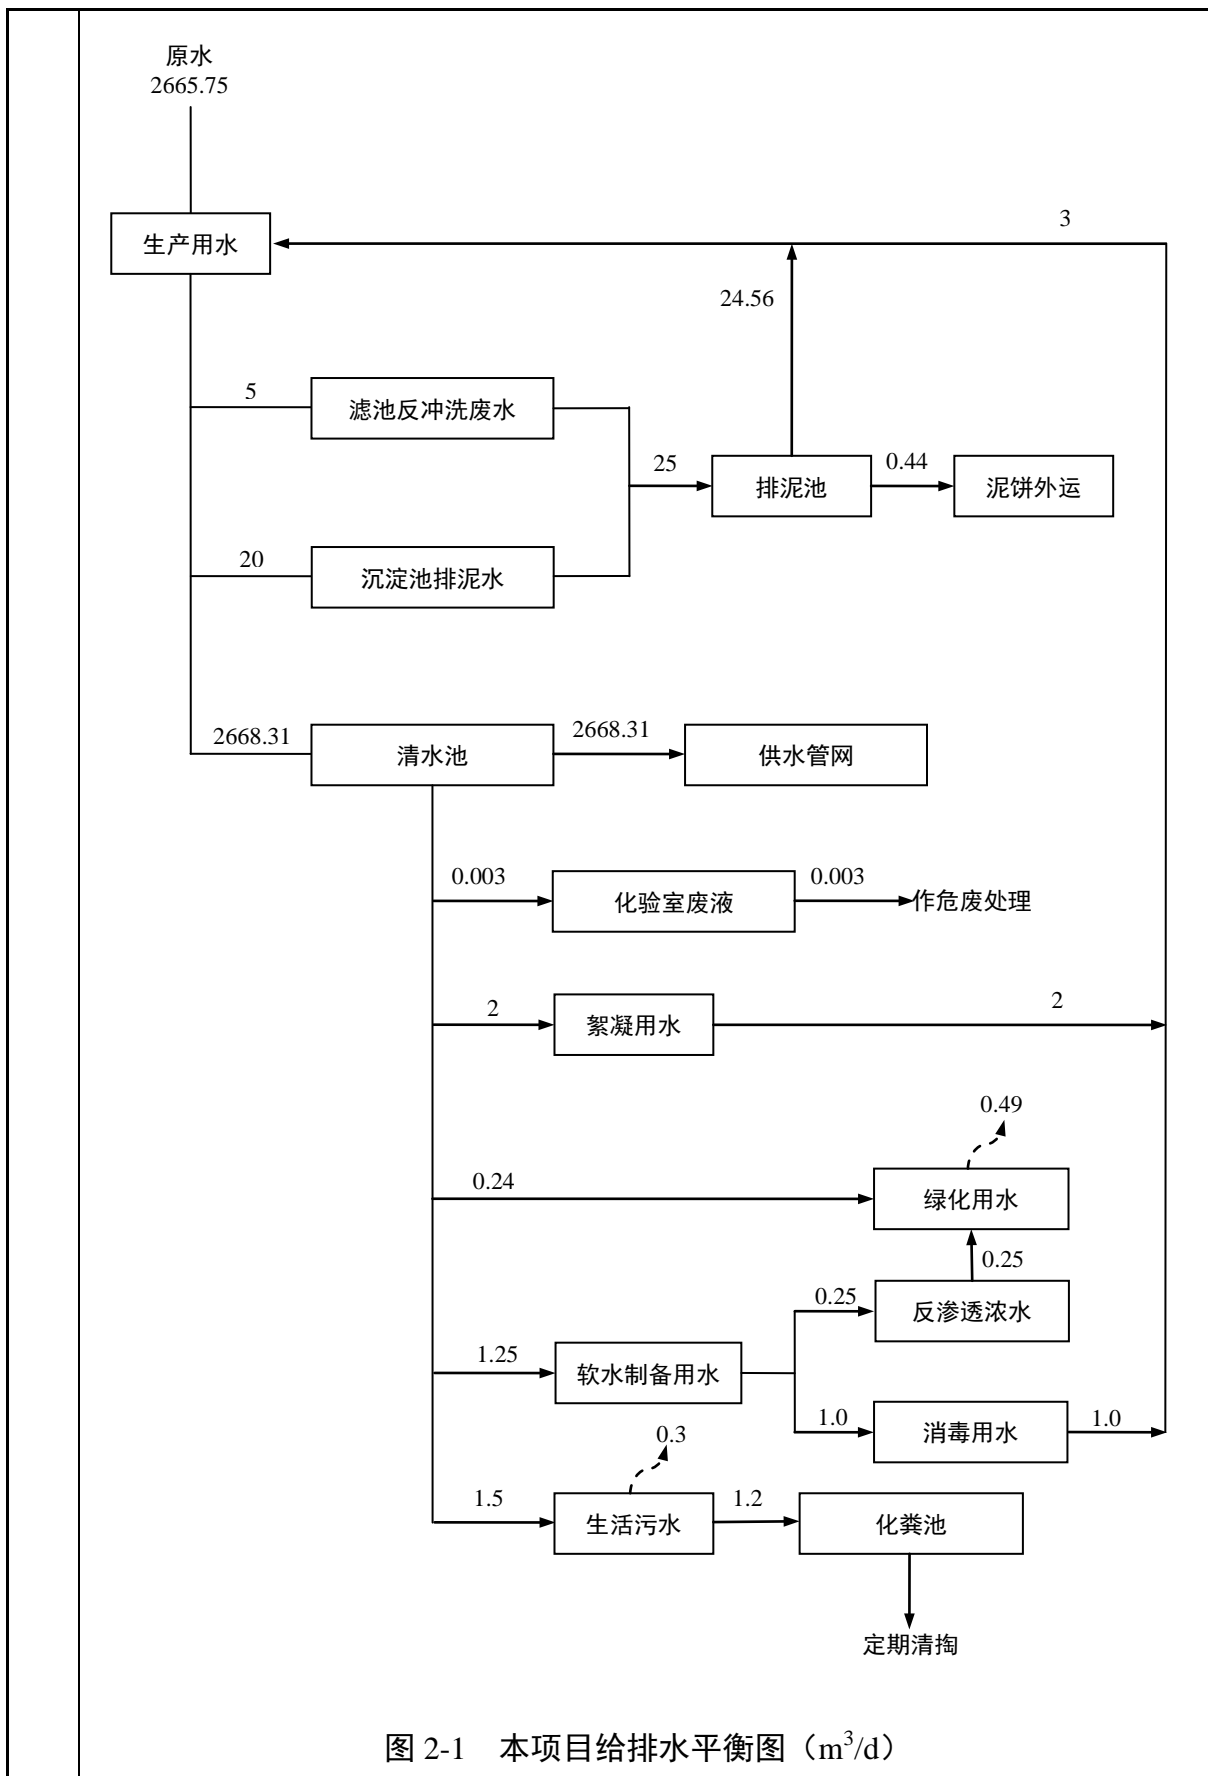 原水
2665.75
生产用水
3
24.56
5
滤池反冲洗废水
25
排泥池
0.44
泥饼外运
20
沉淀池排泥水
2668.31
清水池
2668.31
供水管网
0.003
化验室废液
0.003
作危废处理
2
絮凝用水
2
0.49
0.24
绿化用水
0.25
0.25
反渗透浓水
1.25
软水制备用水
1.0
消毒用水
1.0
0.3
1.5
生活污水
1.2
化粪池
定期清掏
图 2-1 本项目给排水平衡图（m³/d）